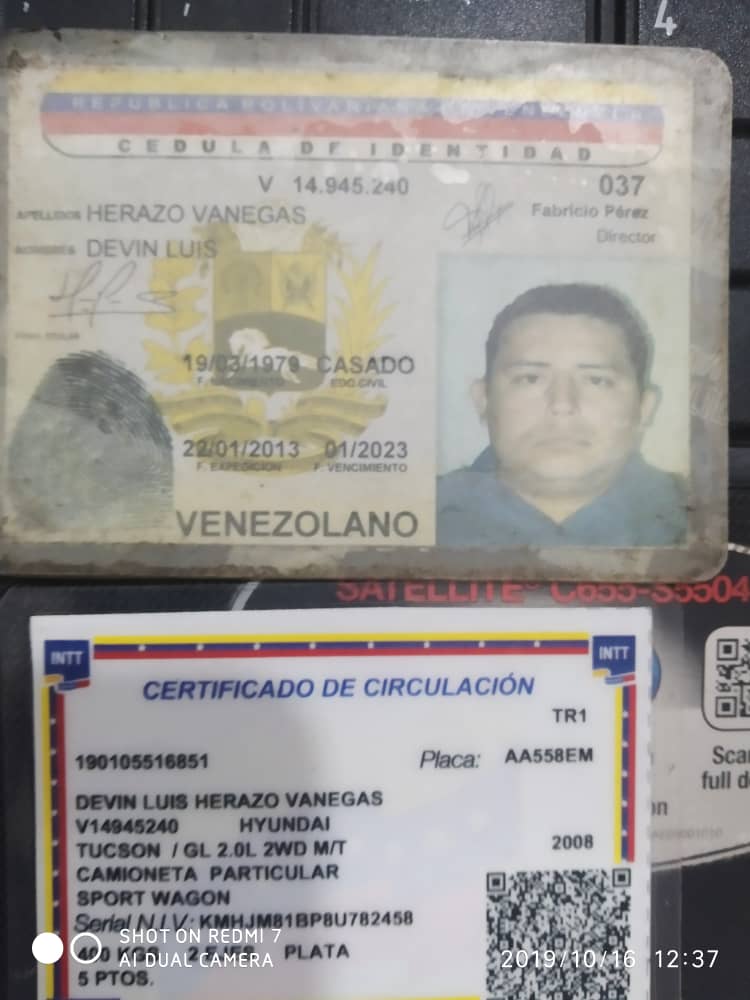 4
REPUBLICA BOLIVARIANA DE VENEZUELA
CEDULA DE IDENTIDAD
V 14.945.240
037
APELLIDOS HERAZO VANEGAS
Fabricio Pérez
Director
NOMBRES DEVIN LUIS
FIRMA TITULAR
19/03/1979 CASADO
F. NACIMIENTO EDO.CIVIL
22/01/2013 01/2023
F. EXPEDICION F. VENCIMIENTO
VENEZOLANO
SATELLITE® C655-S5504
INTT
INTT
CERTIFICADO DE CIRCULACIÓN
TR1
190105516851
Placa: AA558EM
DEVIN LUIS HERAZO VANEGAS
V14945240 HYUNDAI
TUCSON / GL 2.0L 2WD M/T
2008
CAMIONETA PARTICULAR
SPORT WAGON
Serial N.I.V: KMHJM81BP8U782458
PLATA
5 PTOS.
Scan
full d
SHOT ON REDMI 7
AI DUAL CAMERA
2019/10/16 12:37